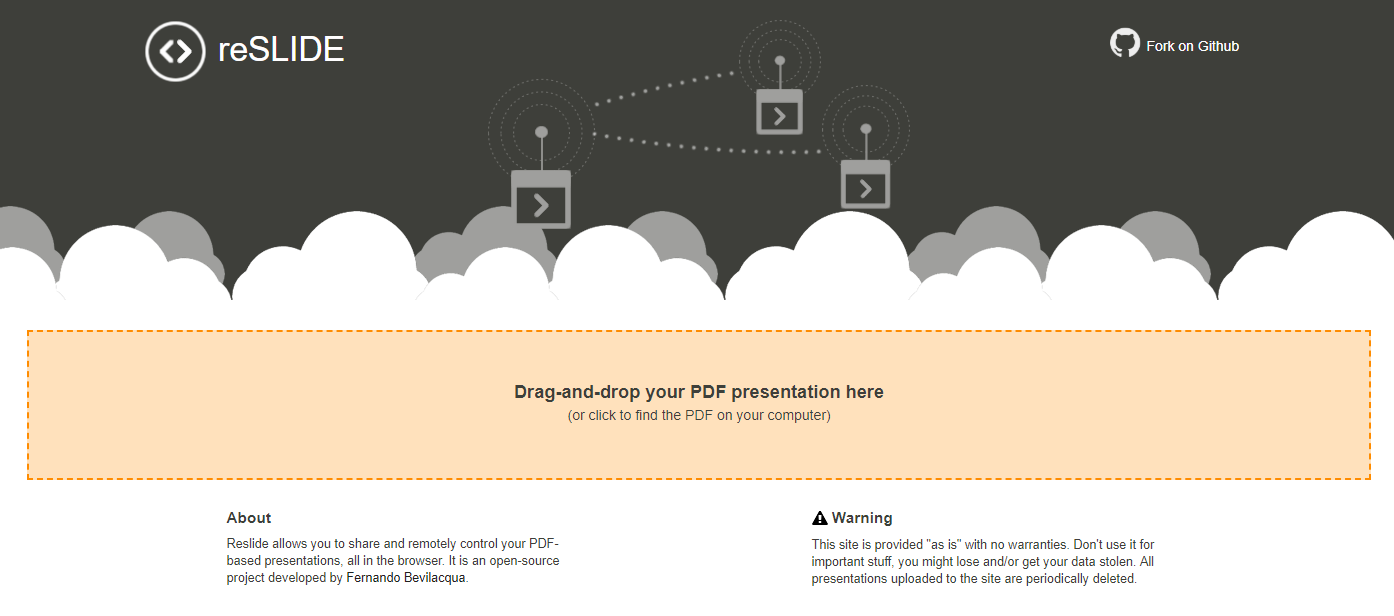 reSLIDE
Fork on Github
Drag-and-drop your PDF presentation here
(or click to find the PDF on your computer)
About
Reslide allows you to share and remotely control your PDF-
based presentations, all in the browser. It is an open-source
project developed by Fernando Bevilacqua.
Warning
This site is provided "as is" with no warranties. Don't use it for
important stuff, you might lose and/or get your data stolen. All
presentations uploaded to the site are periodically deleted.